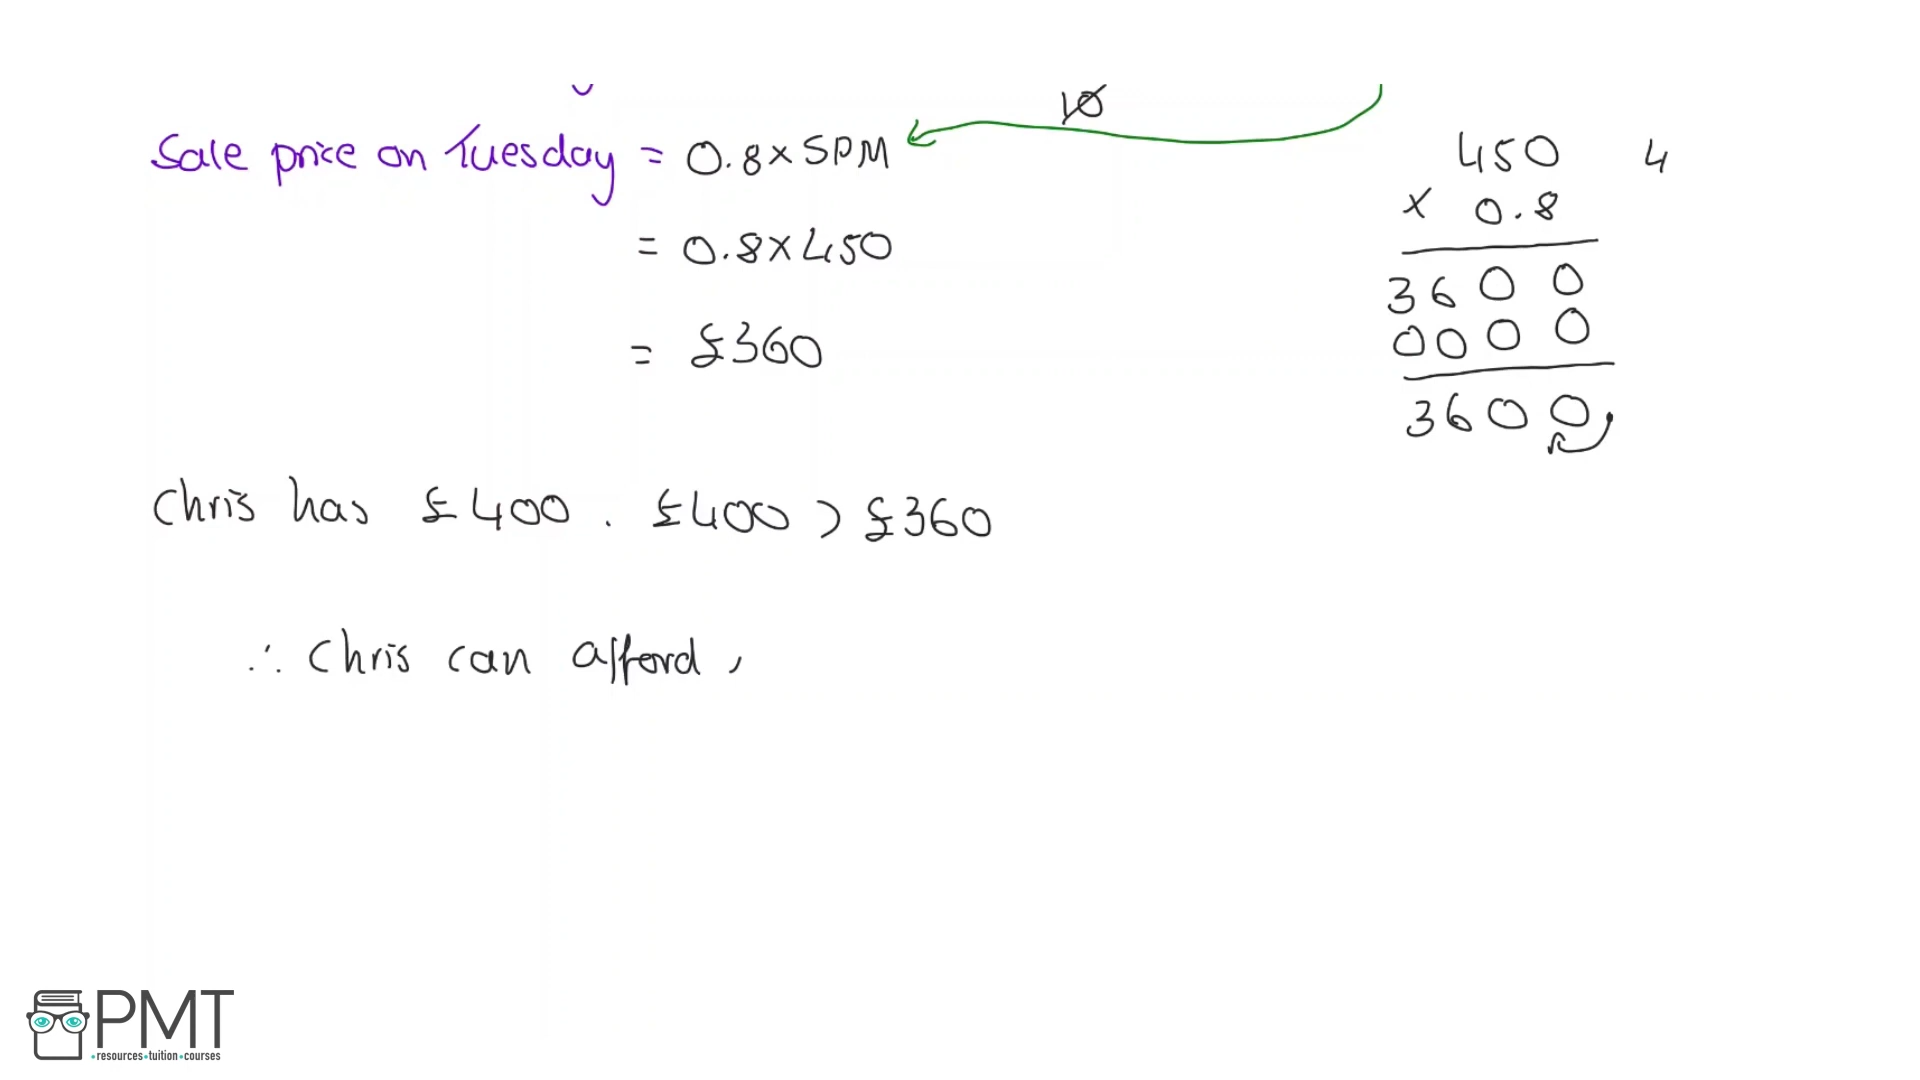 10
Sale price on Tuesday = 0.8 × SPM
= 0.8 × 450
= £360
450 4
× 0.8
3600
0000
3600.
Chris has £400 . £400 > £360
∴ Chris can afford
PMT
•resources•tuition•courses